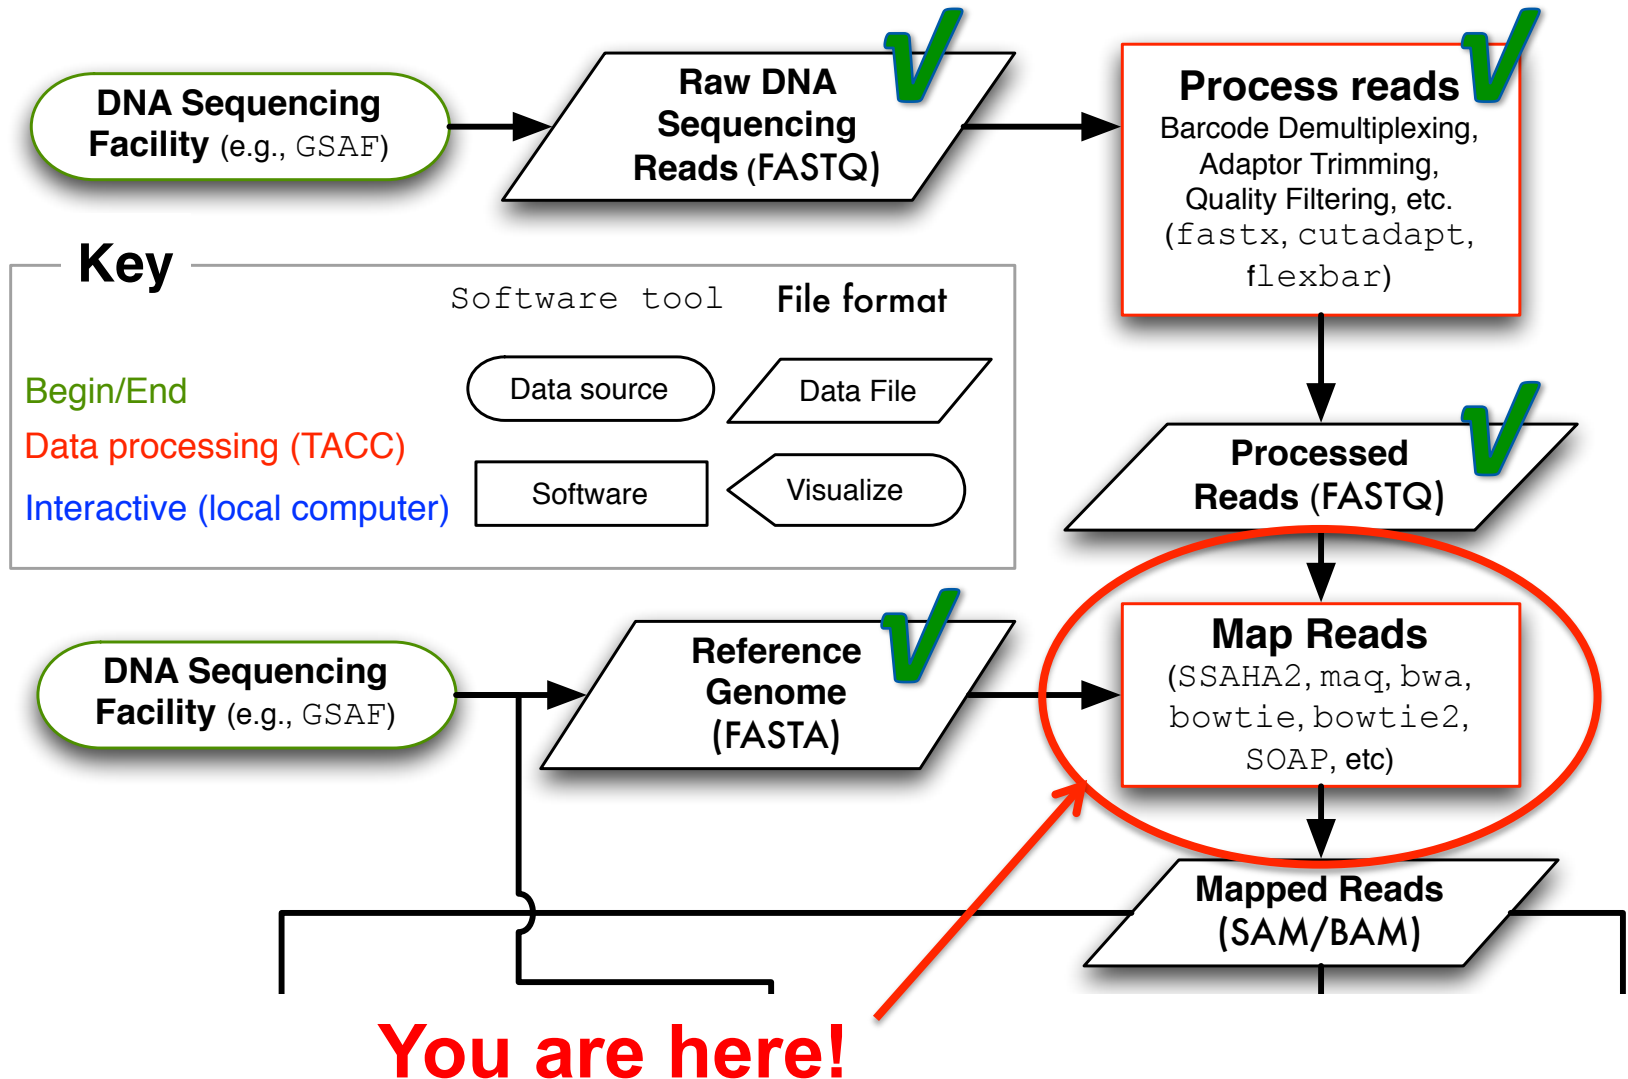 DNA Sequencing
Facility (e.g., GSAF)
Raw DNA
Sequencing
Reads (FASTQ)
Process reads
Barcode Demultiplexing,
Adaptor Trimming,
Quality Filtering, etc.
(fastx, cutadapt,
flexbar)
Key
Software tool
File format
Begin/End
Data processing (TACC)
Interactive (local computer)
Data source
Data File
Software
Visualize
Processed
Reads (FASTQ)
DNA Sequencing
Facility (e.g., GSAF)
Reference
Genome
(FASTA)
Map Reads
(SSAHA2, maq, bwa,
bowtie, bowtie2,
SOAP, etc)
Mapped Reads
(SAM/BAM)
You are here!